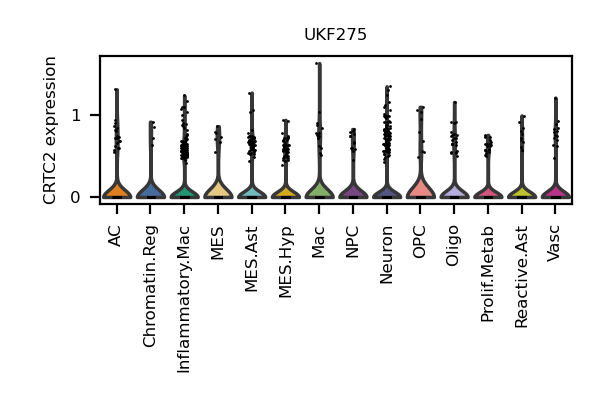 UKF275
CRTC2 expression
1
0
AC
Chromatin.Reg
Inflammatory.Mac
MES
MES.Ast
MES.Hyp
Mac
NPC
Neuron
OPC
Oligo
Prolif.Metab
Reactive.Ast
Vasc